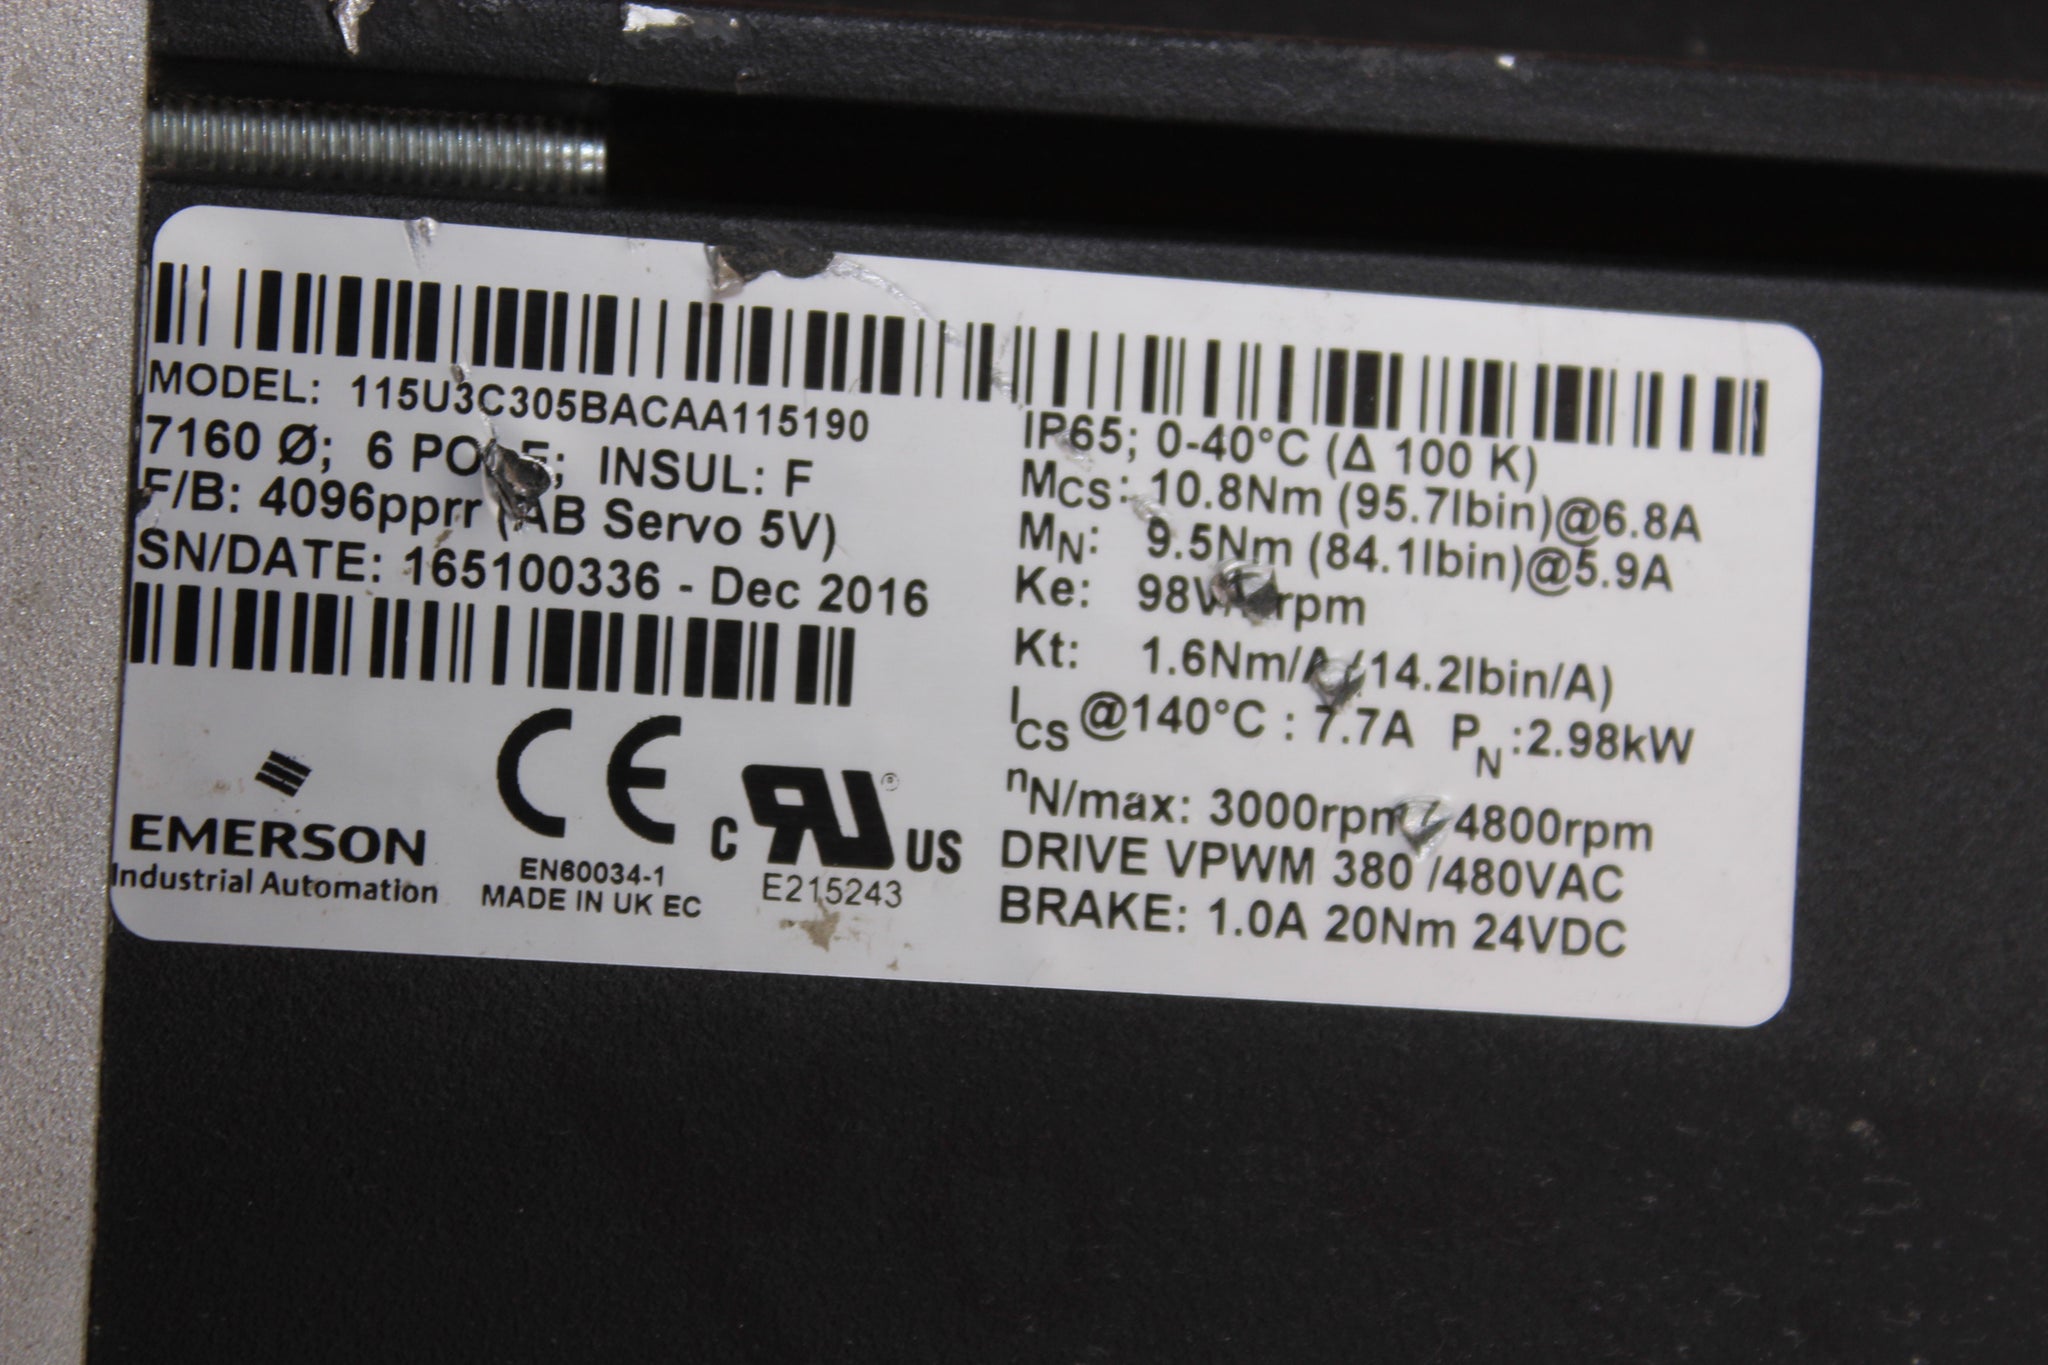 MODEL: 115U3C305BACAA115190
7160 Ø; 6 INSUL: F
F/B: 4096pprr (AB Servo 5V)
SN/DATE: 165100336 - Dec 2016
EMERSON
Industrial Automation
CE
EN60034-1
MADE IN UK EC
C RU ® US
E215243
IP65; 0-40°C (Δ 100 K)
MCS: 10.8Nm (95.7lbin)@6.8A
MN: 9.5Nm (84.1lbin)@5.9A
Ke:
Kt: 1.6Nm/A (14.2lbin/A)
ICS @140°C : 7.7A PN:2.98kW
nN/max: 3000rpm / 4800rpm
DRIVE VPWM 380 /480VAC
BRAKE: 1.0A 20Nm 24VDC